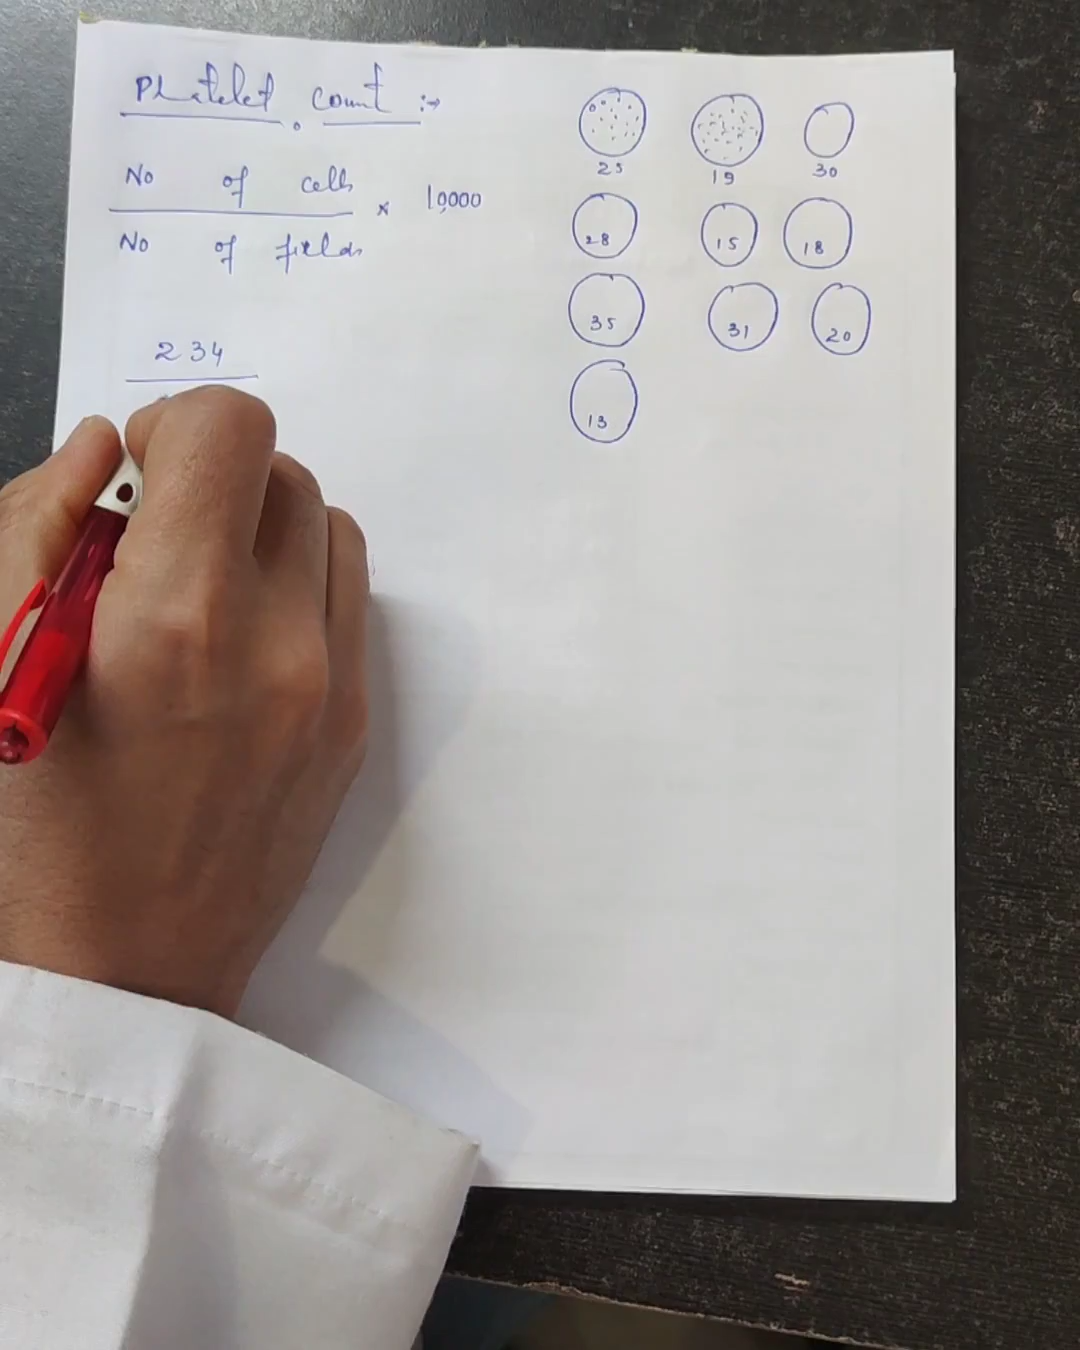 Platelet count :→
No of cells
× 10,000
No of fields
234
25 19 30
28 15 18
35 31 20
13